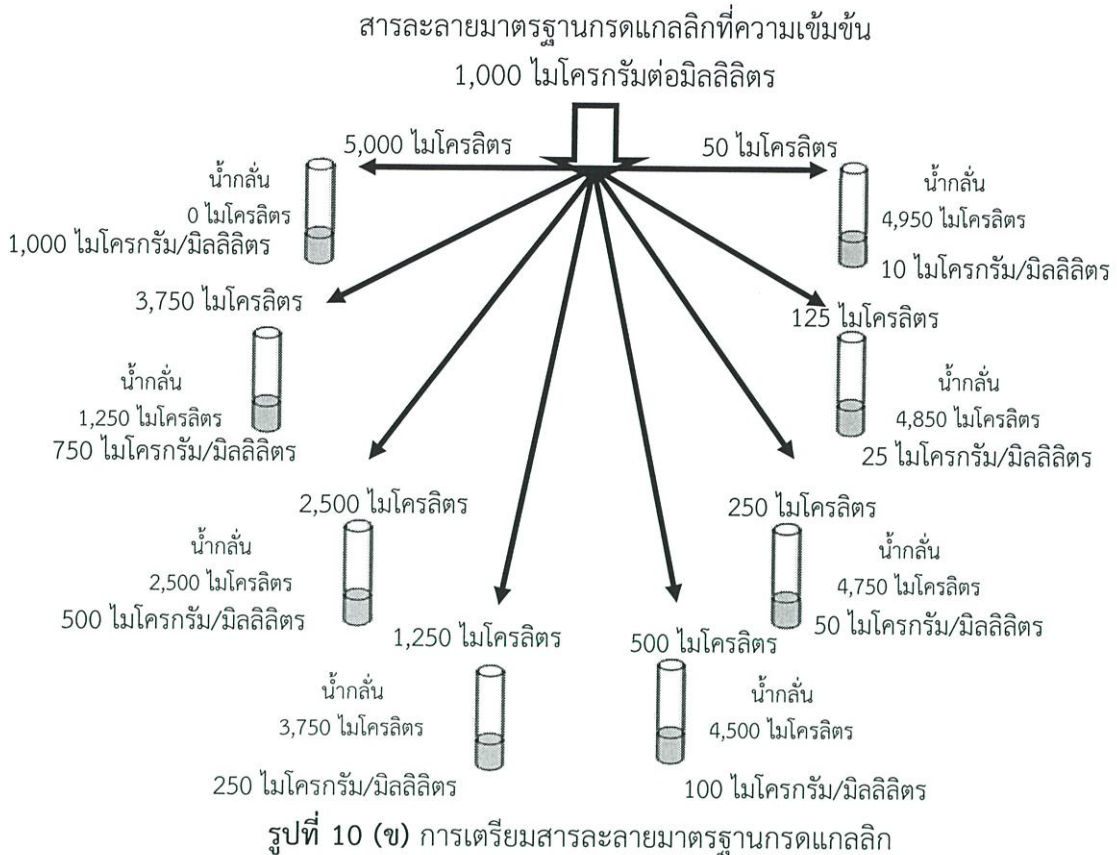 สารละลายมาตรฐานกรดแกลลิกที่ความเข้มข้น
1,000 ไมโครกรัมต่อมิลลิลิตร
5,000 ไมโครลิตร
น้ำกลั่น
0 ไมโครลิตร
1,000 ไมโครกรัม/มิลลิลิตร
3,750 ไมโครลิตร
น้ำกลั่น
1,250 ไมโครลิตร
750 ไมโครกรัม/มิลลิลิตร
2,500 ไมโครลิตร
น้ำกลั่น
2,500 ไมโครลิตร
500 ไมโครกรัม/มิลลิลิตร
1,250 ไมโครลิตร
น้ำกลั่น
3,750 ไมโครลิตร
250 ไมโครกรัม/มิลลิลิตร
50 ไมโครลิตร
น้ำกลั่น
4,950 ไมโครลิตร
10 ไมโครกรัม/มิลลิลิตร
125 ไมโครลิตร
น้ำกลั่น
4,850 ไมโครลิตร
25 ไมโครกรัม/มิลลิลิตร
250 ไมโครลิตร
น้ำกลั่น
4,750 ไมโครลิตร
50 ไมโครกรัม/มิลลิลิตร
500 ไมโครลิตร
น้ำกลั่น
4,500 ไมโครลิตร
100 ไมโครกรัม/มิลลิลิตร
รูปที่ 10 (ข) การเตรียมสารละลายมาตรฐานกรดแกลลิก